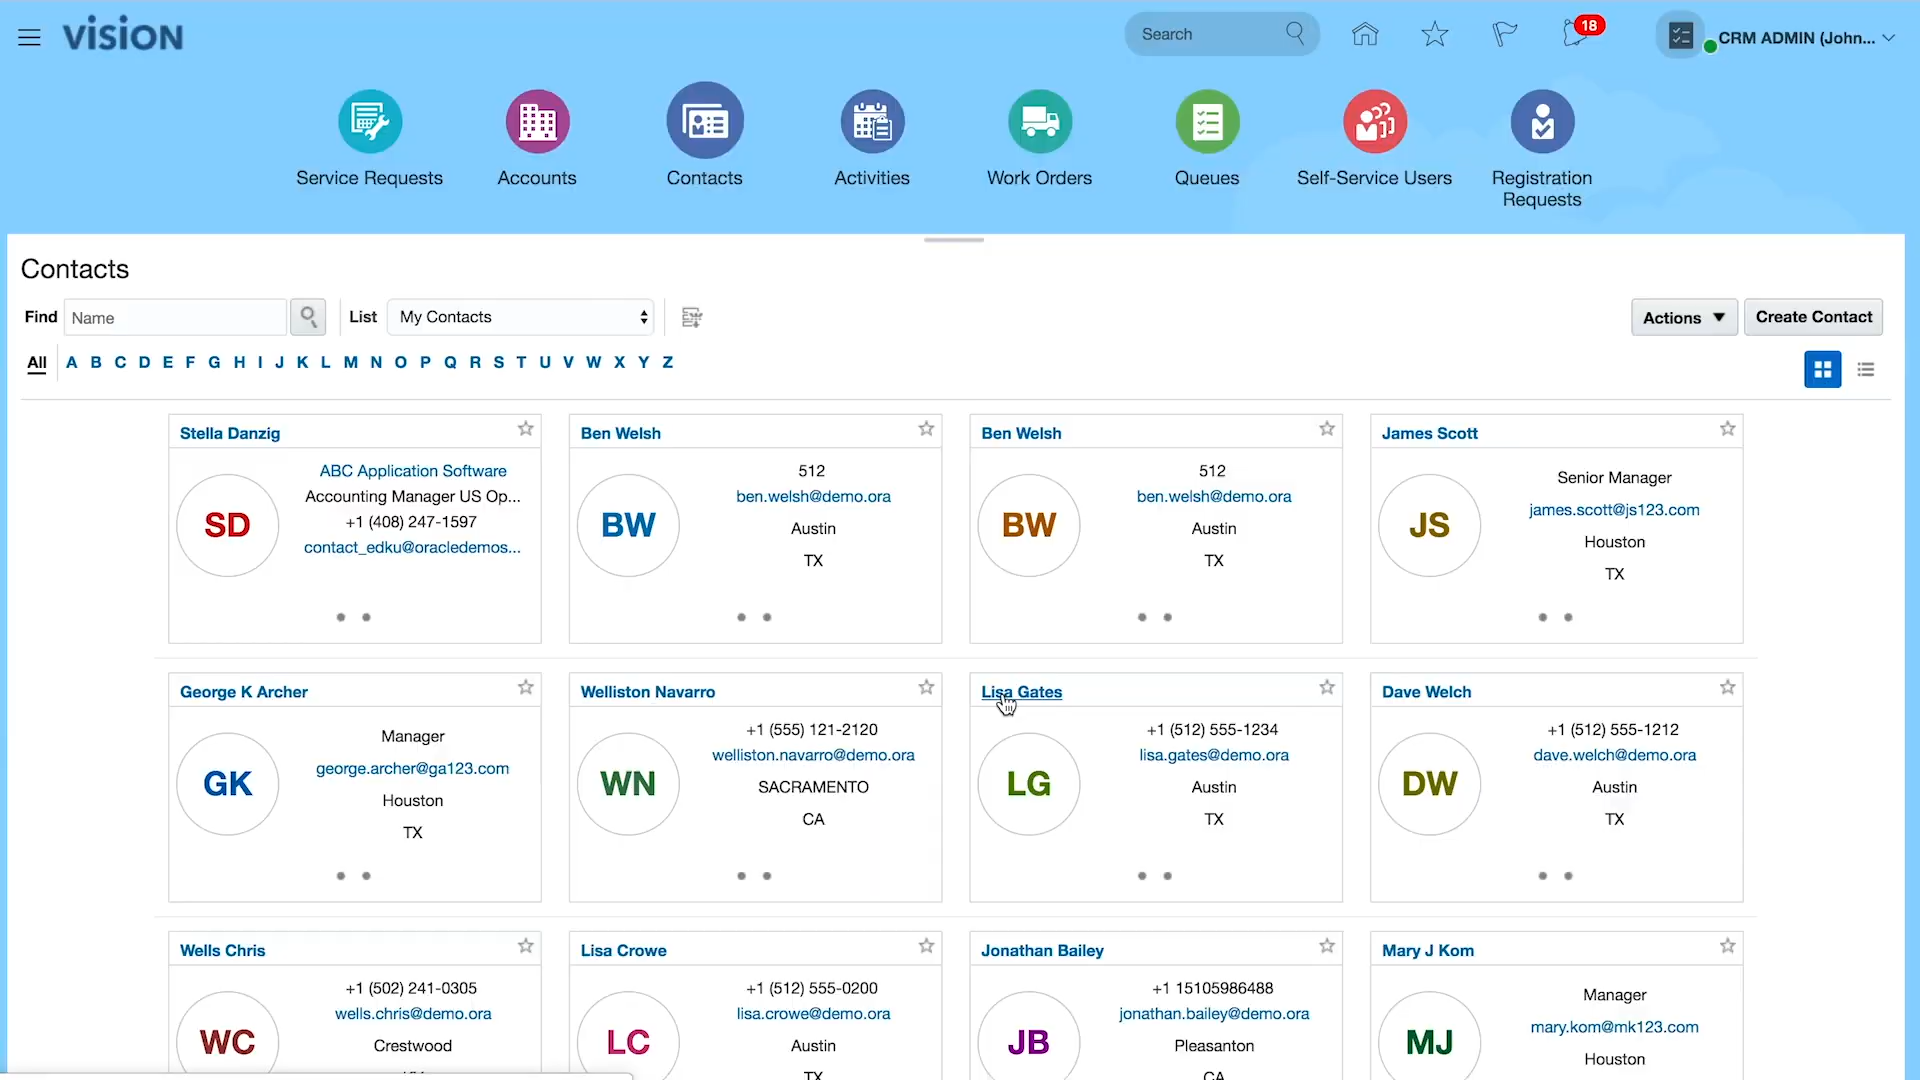 vision
Search
18
CRM ADMIN (John...
Service Requests
Accounts
Contacts
Activities
Work Orders
Queues
Self-Service Users
Registration
Requests
Contacts
Find
Name
List
My Contacts
Actions
Create Contact
All A B C D E F G H I J K L M N O P Q R S T U V W X Y Z
Stella Danzig
SD
ABC Application Software
Accounting Manager US Op...
+1 (408) 247-1597
contact_edku@oracledemos...
Ben Welsh
BW
512
ben.welsh@demo.ora
Austin
TX
Ben Welsh
BW
512
ben.welsh@demo.ora
Austin
TX
James Scott
JS
Senior Manager
james.scott@js123.com
Houston
TX
George K Archer
GK
Manager
george.archer@ga123.com
Houston
TX
Welliston Navarro
WN
+1 (555) 121-2120
welliston.navarro@demo.ora
SACRAMENTO
CA
Lisa Gates
LG
+1 (512) 555-1234
lisa.gates@demo.ora
Austin
TX
Dave Welch
DW
+1 (512) 555-1212
dave.welch@demo.ora
Austin
TX
Wells Chris
WC
+1 (502) 241-0305
wells.chris@demo.ora
Crestwood
Lisa Crowe
LC
+1 (512) 555-0200
lisa.crowe@demo.ora
Austin
TX
Jonathan Bailey
JB
+1 15105986488
jonathan.bailey@demo.ora
Pleasanton
CA
Mary J Kom
MJ
Manager
mary.kom@mk123.com
Houston